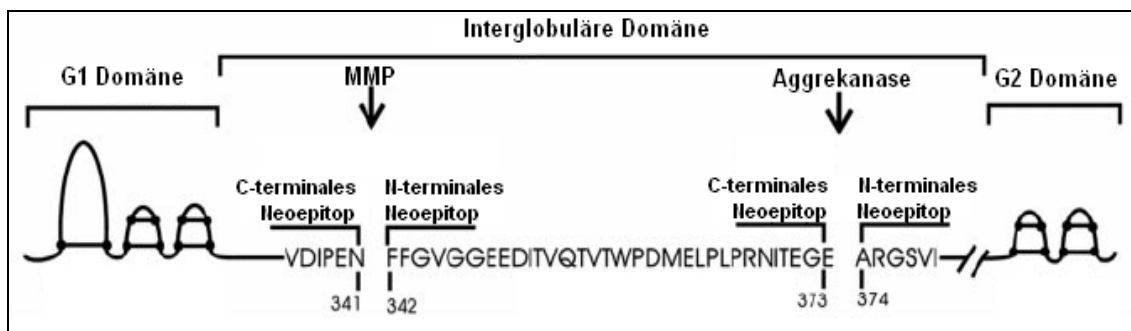 Interglobuläre Domäne
G1 Domäne
MMP
Aggrekanase
G2 Domäne
C-terminales
Neoepitop
N-terminales
Neoepitop
C-terminales
Neoepitop
N-terminales
Neoepitop
VDIPEN FFGVGGEEDITVQTVTWPDMELPLPRNITEGE ARGSVI
341 342 373 374